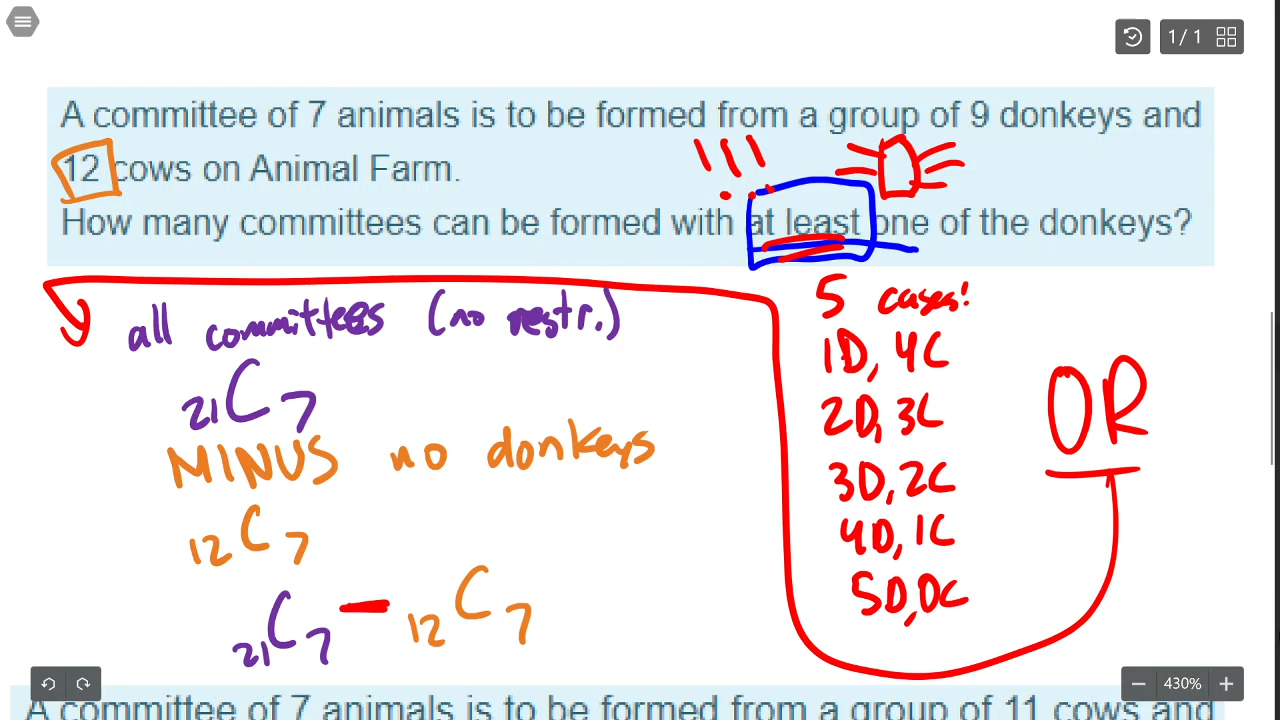 1 / 1
A committee of 7 animals is to be formed from a group of 9 donkeys and
12 cows on Animal Farm.
!!!
How many committees can be formed with at least one of the donkeys?
all committees (no restr.)
21C7
MINUS no donkeys
12C7
21C7 - 12C7
5 cases!
1D, 4C
2D, 3C
3D, 2C
4D, 1C
5D, 0C
OR
430%
A committee of 7 animals is to be formed from a group of 11 cows and